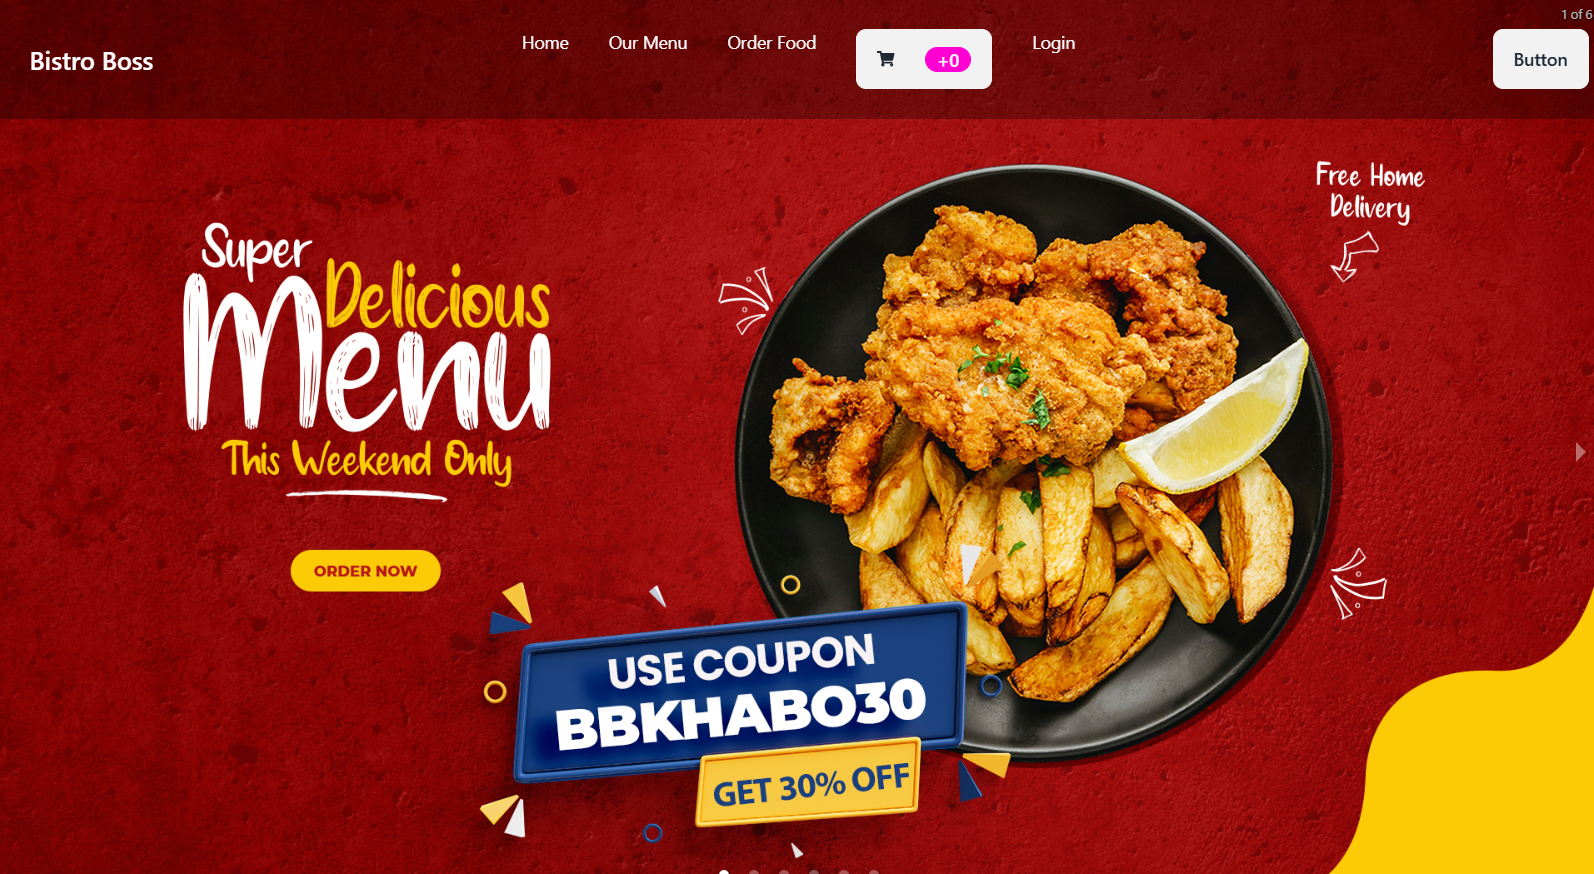 1 of 6
Bistro Boss
Home
Our Menu
Order Food
+0
Login
Button
Free Home
Delivery
Super
Delicious
Menu
This Weekend Only
ORDER NOW
USE COUPON
BBKHABO30
GET 30% OFF